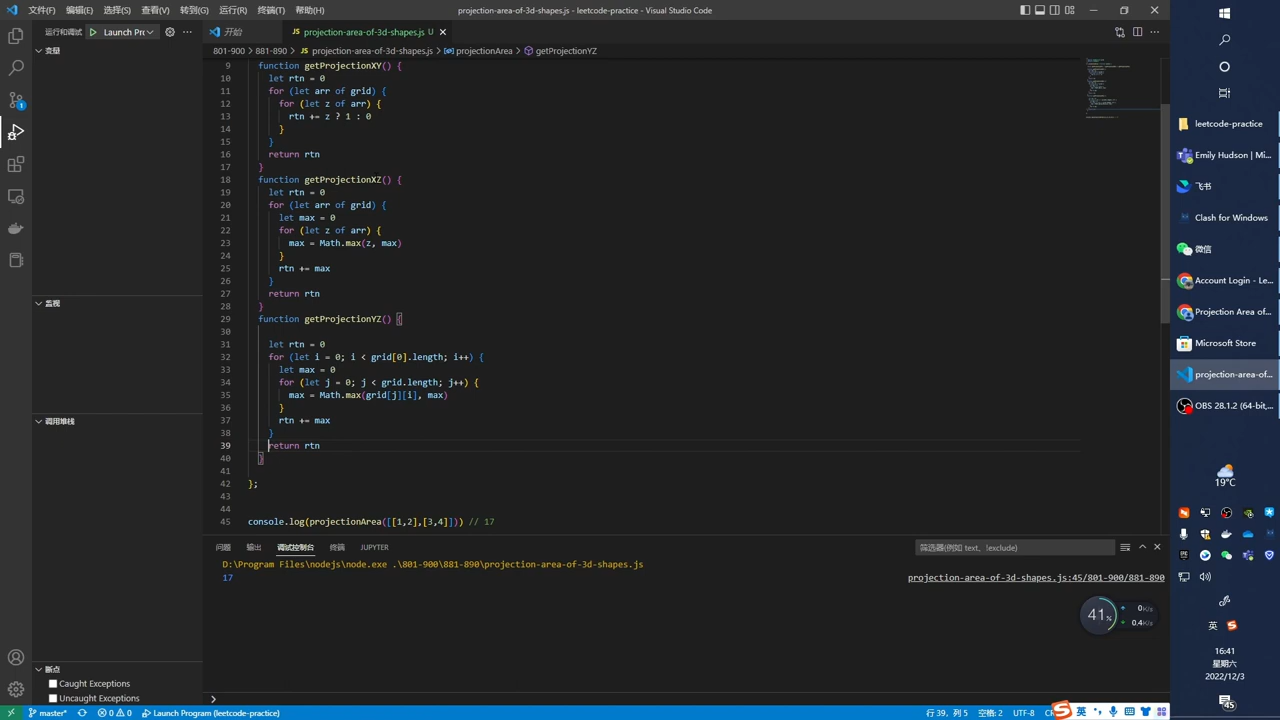 文件(F) 编辑(E) 选择(S) 查看(V) 转到(G) 运行(R) 终端(T) 帮助(H) projection-area-of-3d-shapes.js - leetcode-practice - Visual Studio Code
运行和调试 Launch Pr
开始
projection-area-of-3d-shapes.js U
801-900 > 881-890 > projection-area-of-3d-shapes.js > projectionArea > getProjectionYZ
变量
监视
调用堆栈
断点
Caught Exceptions
Uncaught Exceptions
9 function getProjectionXY() {
10 let rtn = 0
11 for (let arr of grid) {
12 for (let z of arr) {
13 rtn += z ? 1 : 0
14 }
15 }
16 return rtn
17 }
18 function getProjectionXZ() {
19 let rtn = 0
20 for (let arr of grid) {
21 let max = 0
22 for (let z of arr) {
23 max = Math.max(z, max)
24 }
25 rtn += max
26 }
27 return rtn
28 }
29 function getProjectionYZ() {
30
31 let rtn = 0
32 for (let i = 0; i < grid[0].length; i++) {
33 let max = 0
34 for (let j = 0; j < grid.length; j++) {
35 max = Math.max(grid[j][i], max)
36 }
37 rtn += max
38 }
39 return rtn
40 }
41
42 };
43
44
45 console.log(projectionArea([[1,2],[3,4]])) // 17
问题 输出 调试控制台 终端 JUPYTER
筛选器(例如 text、!exclude)
D:\Program Files\nodejs\node.exe .\801-900\881-890\projection-area-of-3d-shapes.js
17
projection-area-of-3d-shapes.js:45/801-900/881-890
41%
0K/s
0.4K/s
master* 0 0 Launch Program (leetcode-practice)
行 39, 列 5 空格: 2 UTF-8
英
leetcode-practice
Emily Hudson | Mi...
飞书
Clash for Windows
微信
Account Login - Le...
Projection Area of...
Microsoft Store
projection-area-of...
OBS 28.1.2 (64-bit,...
19°C
英
16:41
星期六
2022/12/3
45